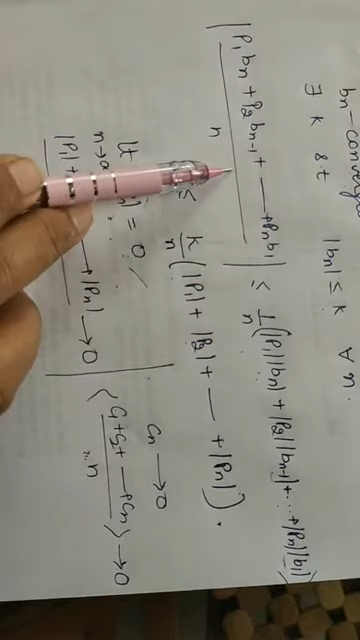 bn- converge
∃ K s.t |bn| ≤ K ∀ n.
|P₁bn + P₂bn-1 + — +Pnb₁ / n| ≤ 1/n (|P₁||bn| + |P₂||bn-1| + ... + |Pn||b₁|)
≤ K/n (|P₁| + |P₂| + — + |Pn|).
lt n→∞ = 0
|P₁|+ — +|Pn| → 0
Cn → 0
⟨C₁+C₂+ — +Cn / n⟩ → 0